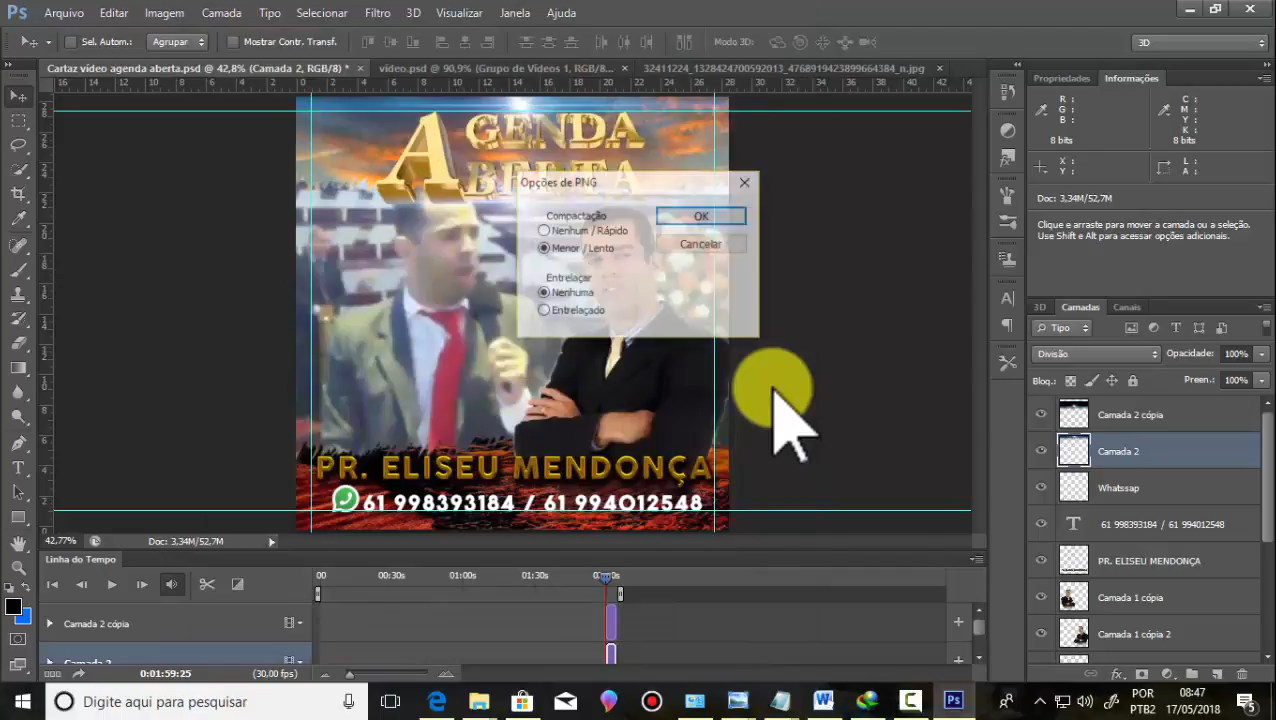 Ps Arquivo Editar Imagem Camada Tipo Selecionar Filtro 3D Visualizar Janela Ajuda
Sel. Autom.: Agrupar Mostrar Contr. Transf. Modo 3D: 3D
Cartaz vídeo agenda aberta.psd @ 42,8% (Camada 2, RGB/8) * × vídeo.psd @ 90,9% (Grupo de Vídeos 1, RGB/8... × 32411224_1328424700592013_4768919423899664384_n.jpg ×
Propriedades Informações
R: C:
G: M:
B: Y:
K:
8 bits 8 bits
X: L:
Y: A:
Doc: 3,34M/52,7M
Clique e arraste para mover a camada ou a seleção.
Use Shift e Alt para acessar opções adicionais.
AGENDA
ABERTA
Opções de PNG
Compactação OK
Nenhum / Rápido
Menor / Lento Cancelar
Entrelaçar
Nenhuma
Entrelaçado
PR. ELISEU MENDONÇA
61 998393184 / 61 994012548
3D Camadas Canais
Tipo
Divisão Opacidade: 100%
Bloq.: Preen.: 100%
Camada 2 cópia
Camada 2
Whatssap
61 998393184 / 61 994012548
PR. ELISEU MENDONÇA
Camada 1 cópia
Camada 1 cópia 2
42,77% Doc: 3,34M/52,7M
Linha do Tempo
00 00:30s 01:00s 01:30s
Camada 2 cópia
Camada 2
0:01:59:25 (30,00 fps)
Digite aqui para pesquisar
POR
PTB2
08:47
17/05/2018
5